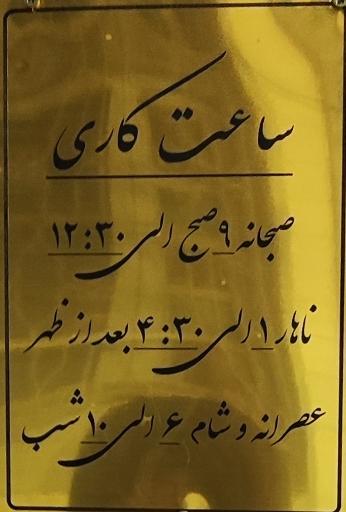 ساعت کاری
صبحانه ۹ صبح الی ۱۲:۳۰
ناهار ۱ الی ۴:۳۰ بعد از ظهر
عصرانه و شام ۶ الی ۱۰ شب